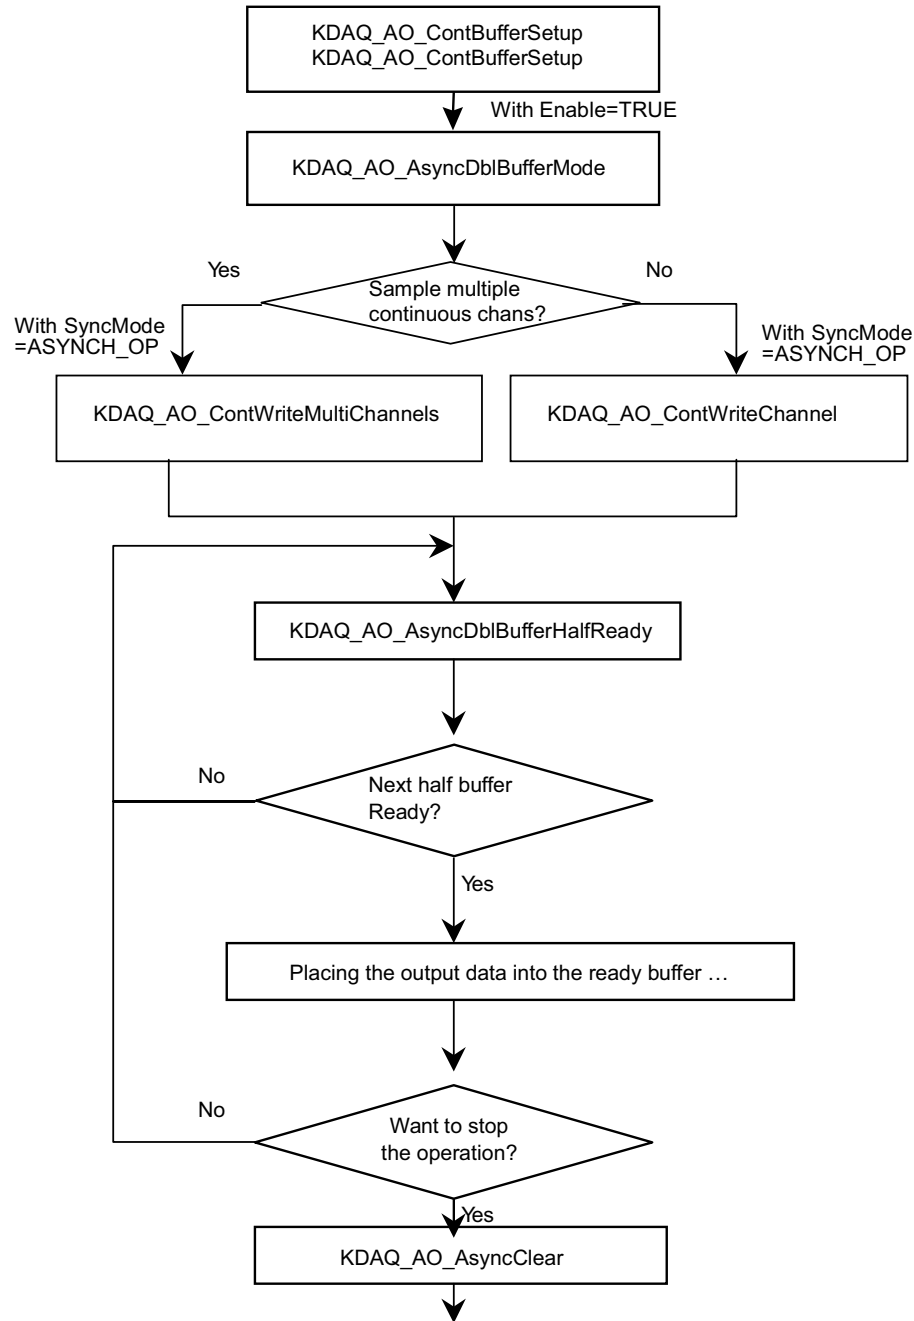 KDAQ_AO_ContBufferSetup
KDAQ_AO_ContBufferSetup
With Enable=TRUE
KDAQ_AO_AsyncDblBufferMode
Yes
No
Sample multiple
continuous chans?
With SyncMode
=ASYNCH_OP
With SyncMode
=ASYNCH_OP
KDAQ_AO_ContWriteMultiChannels
KDAQ_AO_ContWriteChannel
KDAQ_AO_AsyncDblBufferHalfReady
No
Next half buffer
Ready?
Yes
Placing the output data into the ready buffer …
No
Want to stop
the operation?
Yes
KDAQ_AO_AsyncClear